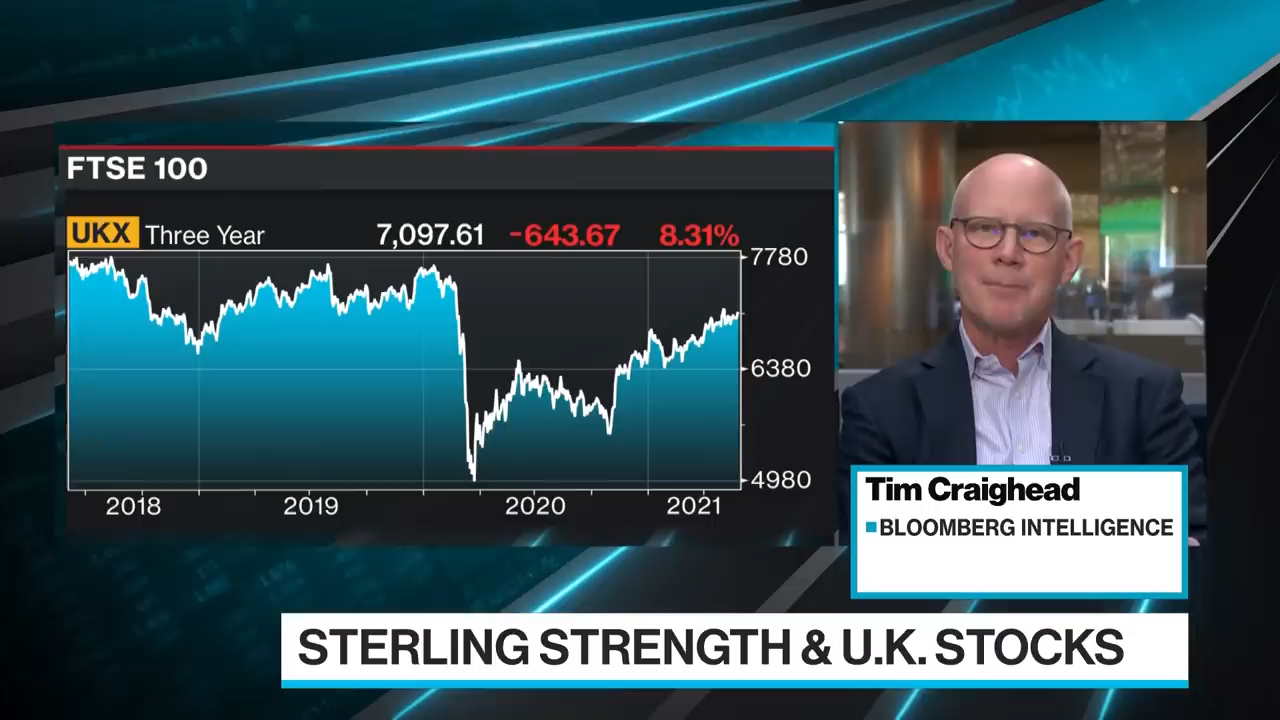 FTSE 100
UKX Three Year 7,097.61 -643.67 8.31%
7780
6380
4980
2018 2019 2020 2021
Tim Craighead
BLOOMBERG INTELLIGENCE
STERLING STRENGTH & U.K. STOCKS